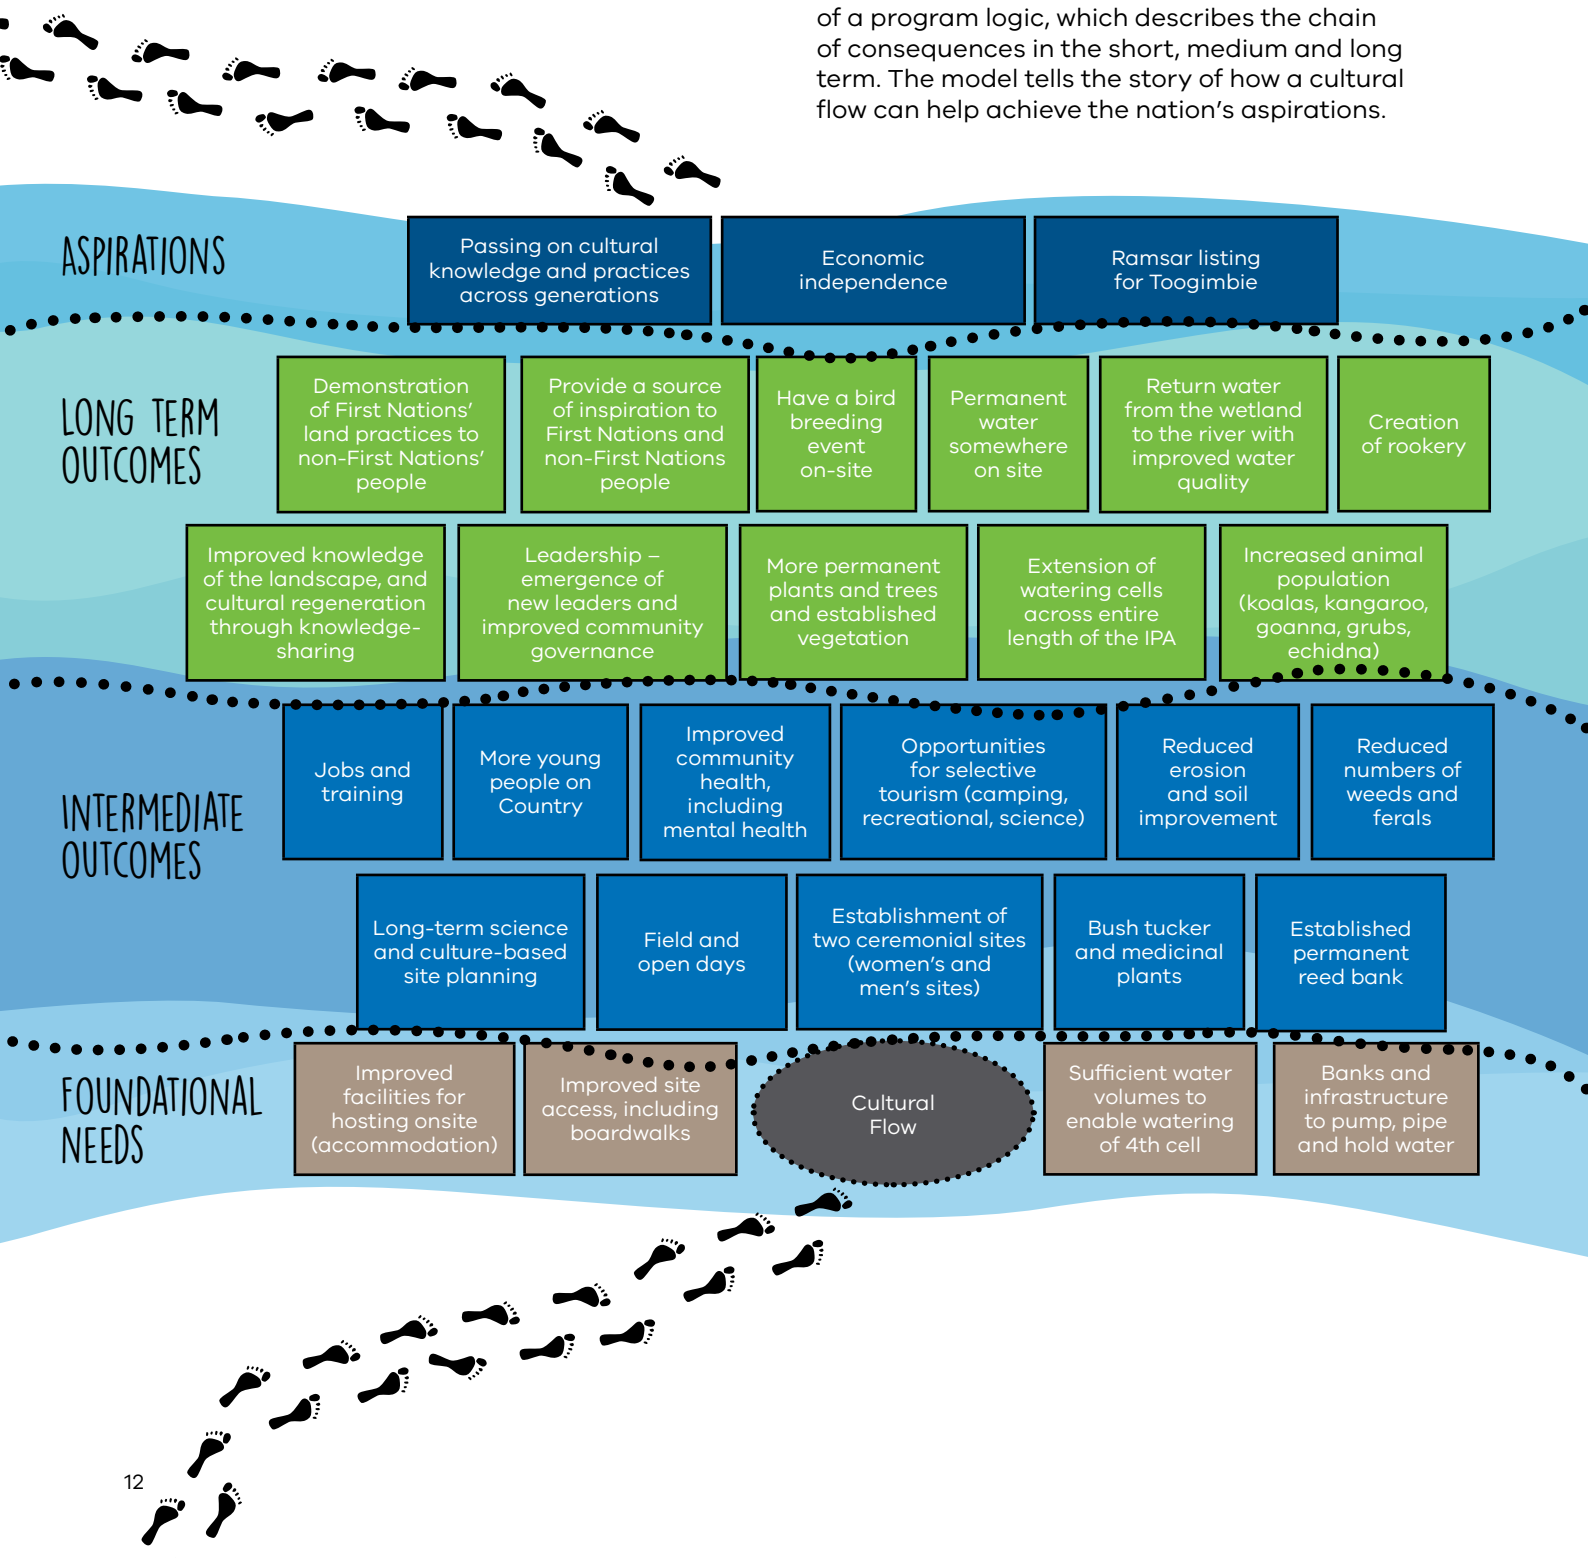 of a program logic, which describes the chain
of consequences in the short, medium and long
term. The model tells the story of how a cultural
flow can help achieve the nation's aspirations.
ASPIRATIONS
Passing on cultural
knowledge and practices
across generations
Economic
independence
Ramsar listing
for Toogimbie
LONG TERM
OUTCOMES
Demonstration
of First Nations'
land practices to
non-First Nations'
people
Provide a source
of inspiration to
First Nations and
non-First Nations
people
Have a bird
breeding
event
on-site
Permanent
water
somewhere
on site
Return water
from the wetland
to the river with
improved water
quality
Creation
of rookery
Improved knowledge
of the landscape, and
cultural regeneration
through knowledge-
sharing
Leadership –
emergence of
new leaders and
improved community
governance
More permanent
plants and trees
and established
vegetation
Extension of
watering cells
across entire
length of the IPA
Increased animal
population
(koalas, kangaroo,
goanna, grubs,
echidna)
INTERMEDIATE
OUTCOMES
Jobs and
training
More young
people on
Country
Improved
community
health,
including
mental health
Opportunities
for selective
tourism (camping,
recreational, science)
Reduced
erosion
and soil
improvement
Reduced
numbers of
weeds and
ferals
Long-term science
and culture-based
site planning
Field and
open days
Establishment of
two ceremonial sites
(women's and
men's sites)
Bush tucker
and medicinal
plants
Established
permanent
reed bank
FOUNDATIONAL
NEEDS
Improved
facilities for
hosting onsite
(accommodation)
Improved site
access, including
boardwalks
Cultural
Flow
Sufficient water
volumes to
enable watering
of 4th cell
Banks and
infrastructure
to pump, pipe
and hold water
12